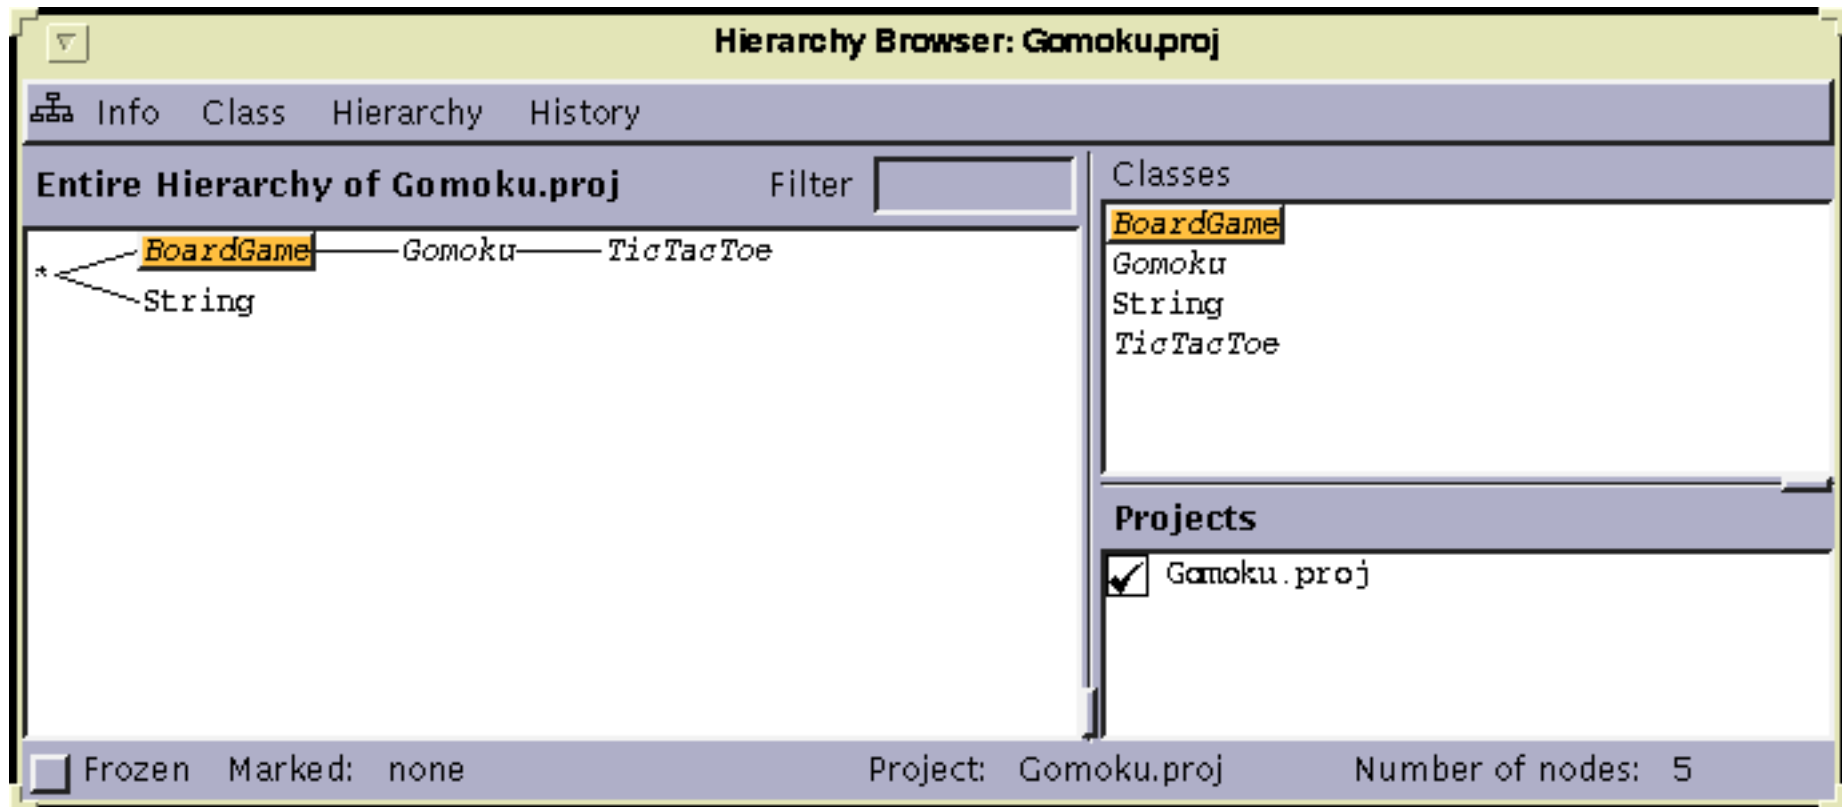 Hierarchy Browser: Gomoku.proj
Info Class Hierarchy History
Entire Hierarchy of Gomoku.proj Filter
* BoardGame Gomoku TicTacToe
String
Classes
BoardGame
Gomoku
String
TicTacToe
Projects
Gomoku.proj
Frozen Marked: none Project: Gomoku.proj Number of nodes: 5